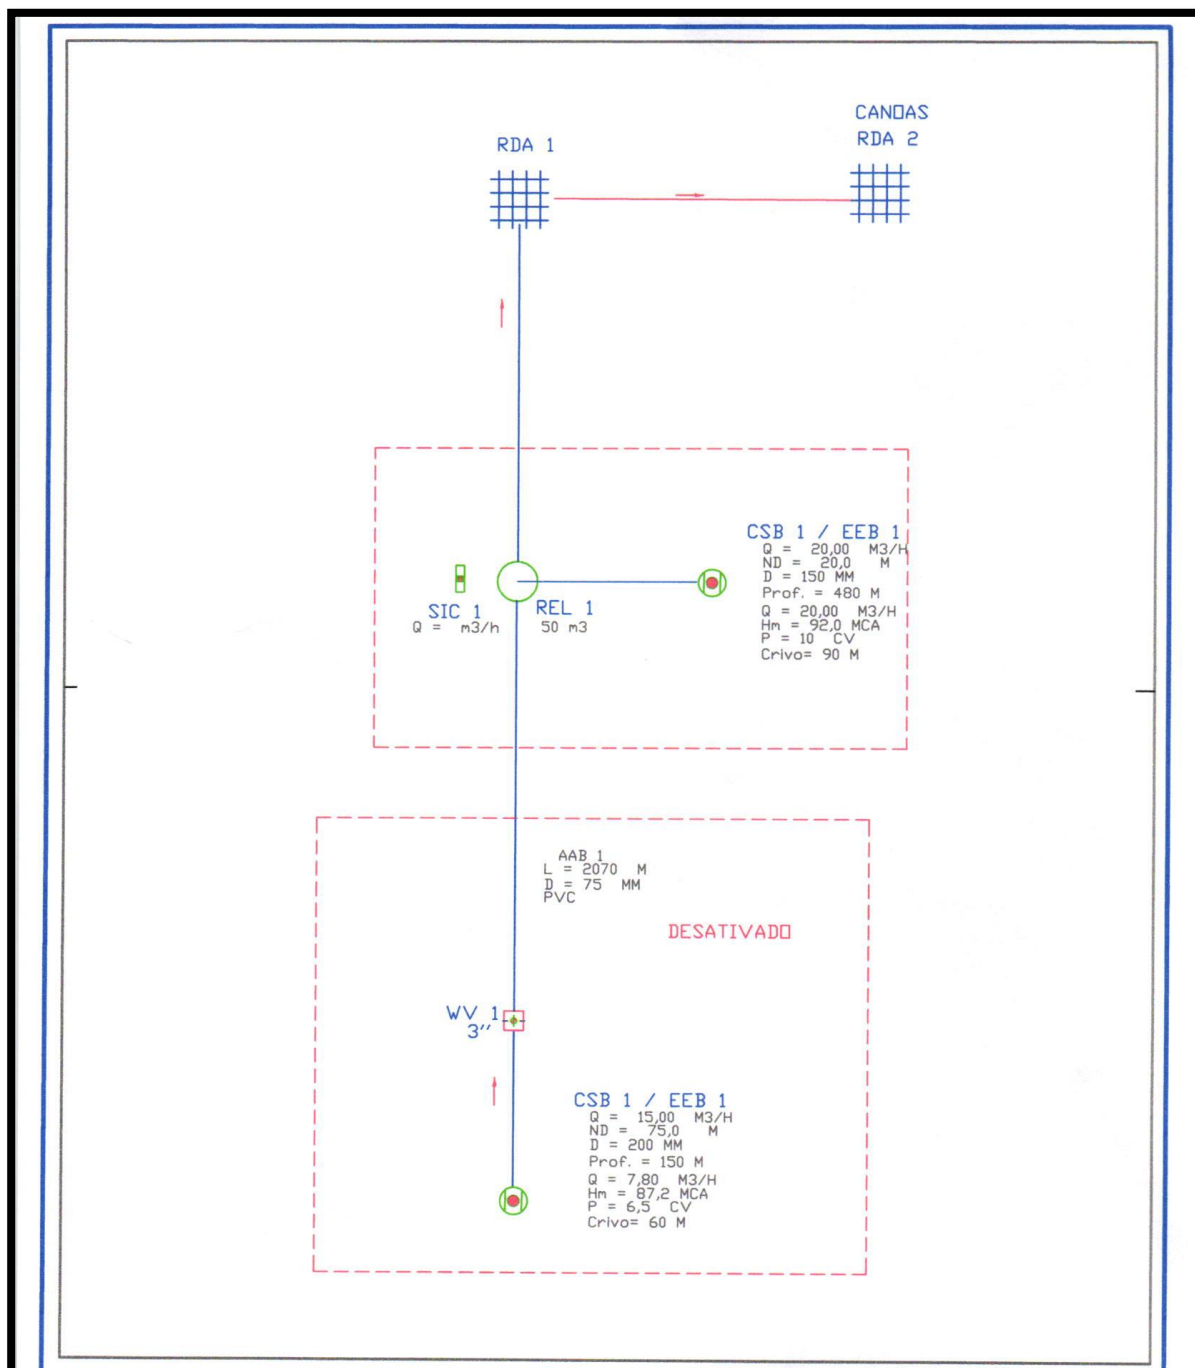 CANOAS
RDA 2
RDA 1
CSB 1 / EEB 1
Q = 20,00 M3/H
ND = 20,0 M
D = 150 MM
Prof. = 480 M
Q = 20,00 M3/H
Hm = 92,0 MCA
P = 10 CV
Crivo= 90 M
SIC 1
Q = m3/h
REL 1
50 m3
AAB 1
L = 2070 M
D = 75 MM
PVC
DESATIVADO
WV 1
3''
CSB 1 / EEB 1
Q = 15,00 M3/H
ND = 75,0 M
D = 200 MM
Prof. = 150 M
Q = 7,80 M3/H
Hm = 87,2 MCA
P = 6,5 CV
Crivo= 60 M